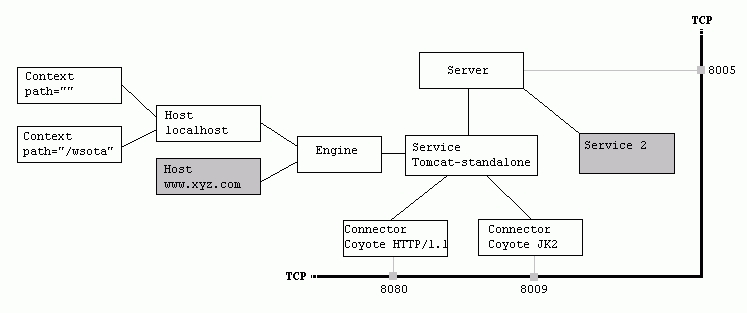 TCP
Server
8005
Context
path=""
Host
localhost
Context
path="/wsota"
Engine
Service
Tomcat-standalone
Service 2
Host
www.xyz.com
Connector
Coyote HTTP/1.1
Connector
Coyote JK2
TCP
8080
8009